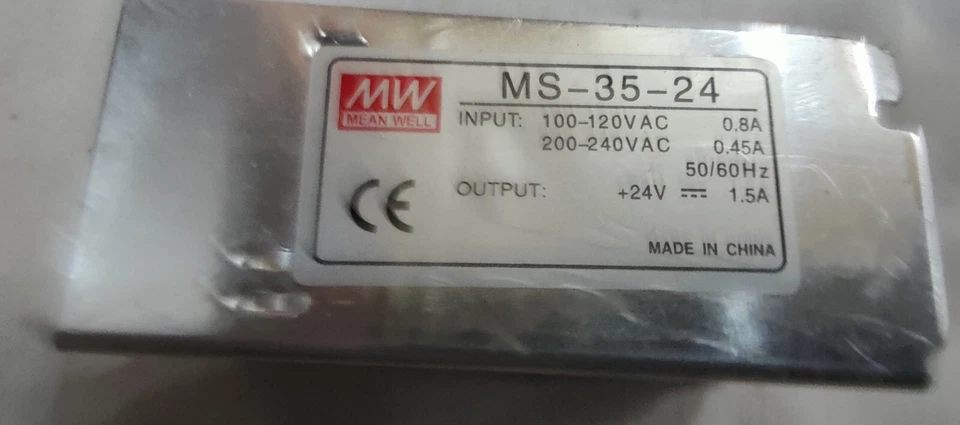 MW
MEAN WELL
MS-35-24
INPUT: 100-120VAC 0.8A
200-240VAC 0.45A
50/60Hz
OUTPUT: +24V ⎓ 1.5A
CE
MADE IN CHINA